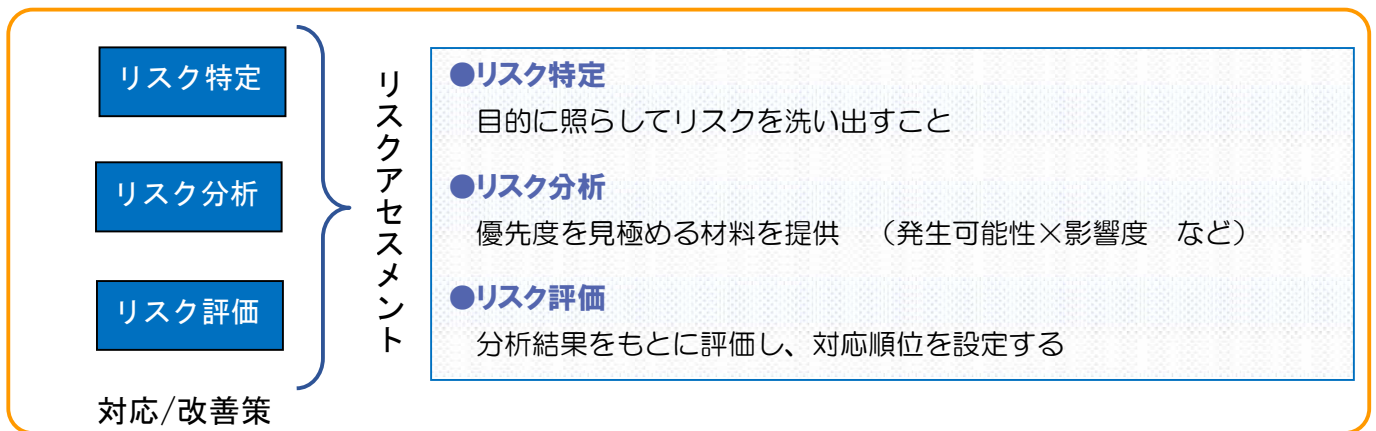 リスク特定
リスク分析
リスク評価
対応/改善策
リスクアセスメント
●リスク特定
目的に照らしてリスクを洗い出すこと
●リスク分析
優先度を見極める材料を提供　（発生可能性×影響度　など）
●リスク評価
分析結果をもとに評価し、対応順位を設定する